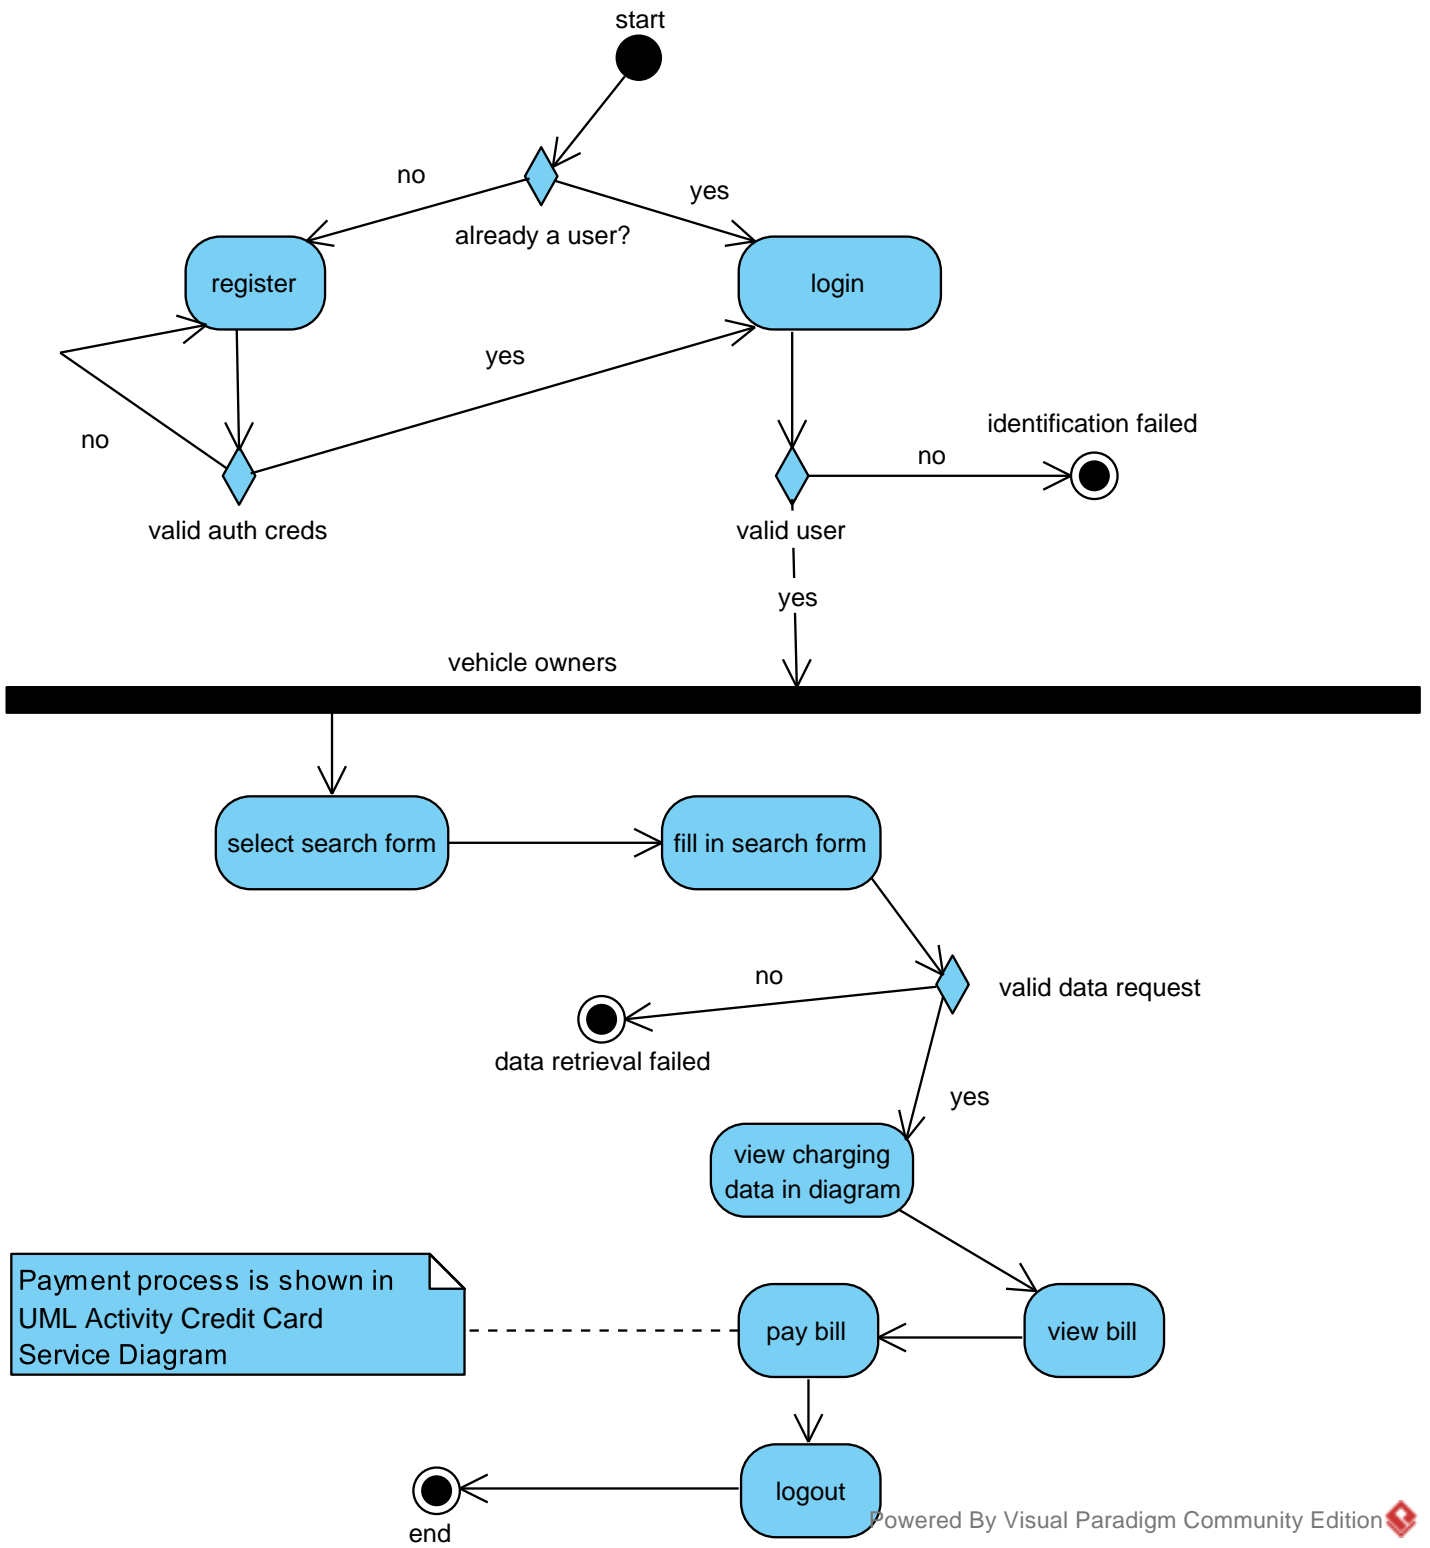 start
no
yes
already a user?
register
login
yes
no
identification failed
no
valid auth creds
valid user
yes
vehicle owners
select search form
fill in search form
no
valid data request
data retrieval failed
yes
view charging
data in diagram
Payment process is shown in
UML Activity Credit Card
Service Diagram
pay bill
view bill
logout
end
Powered By Visual Paradigm Community Edition